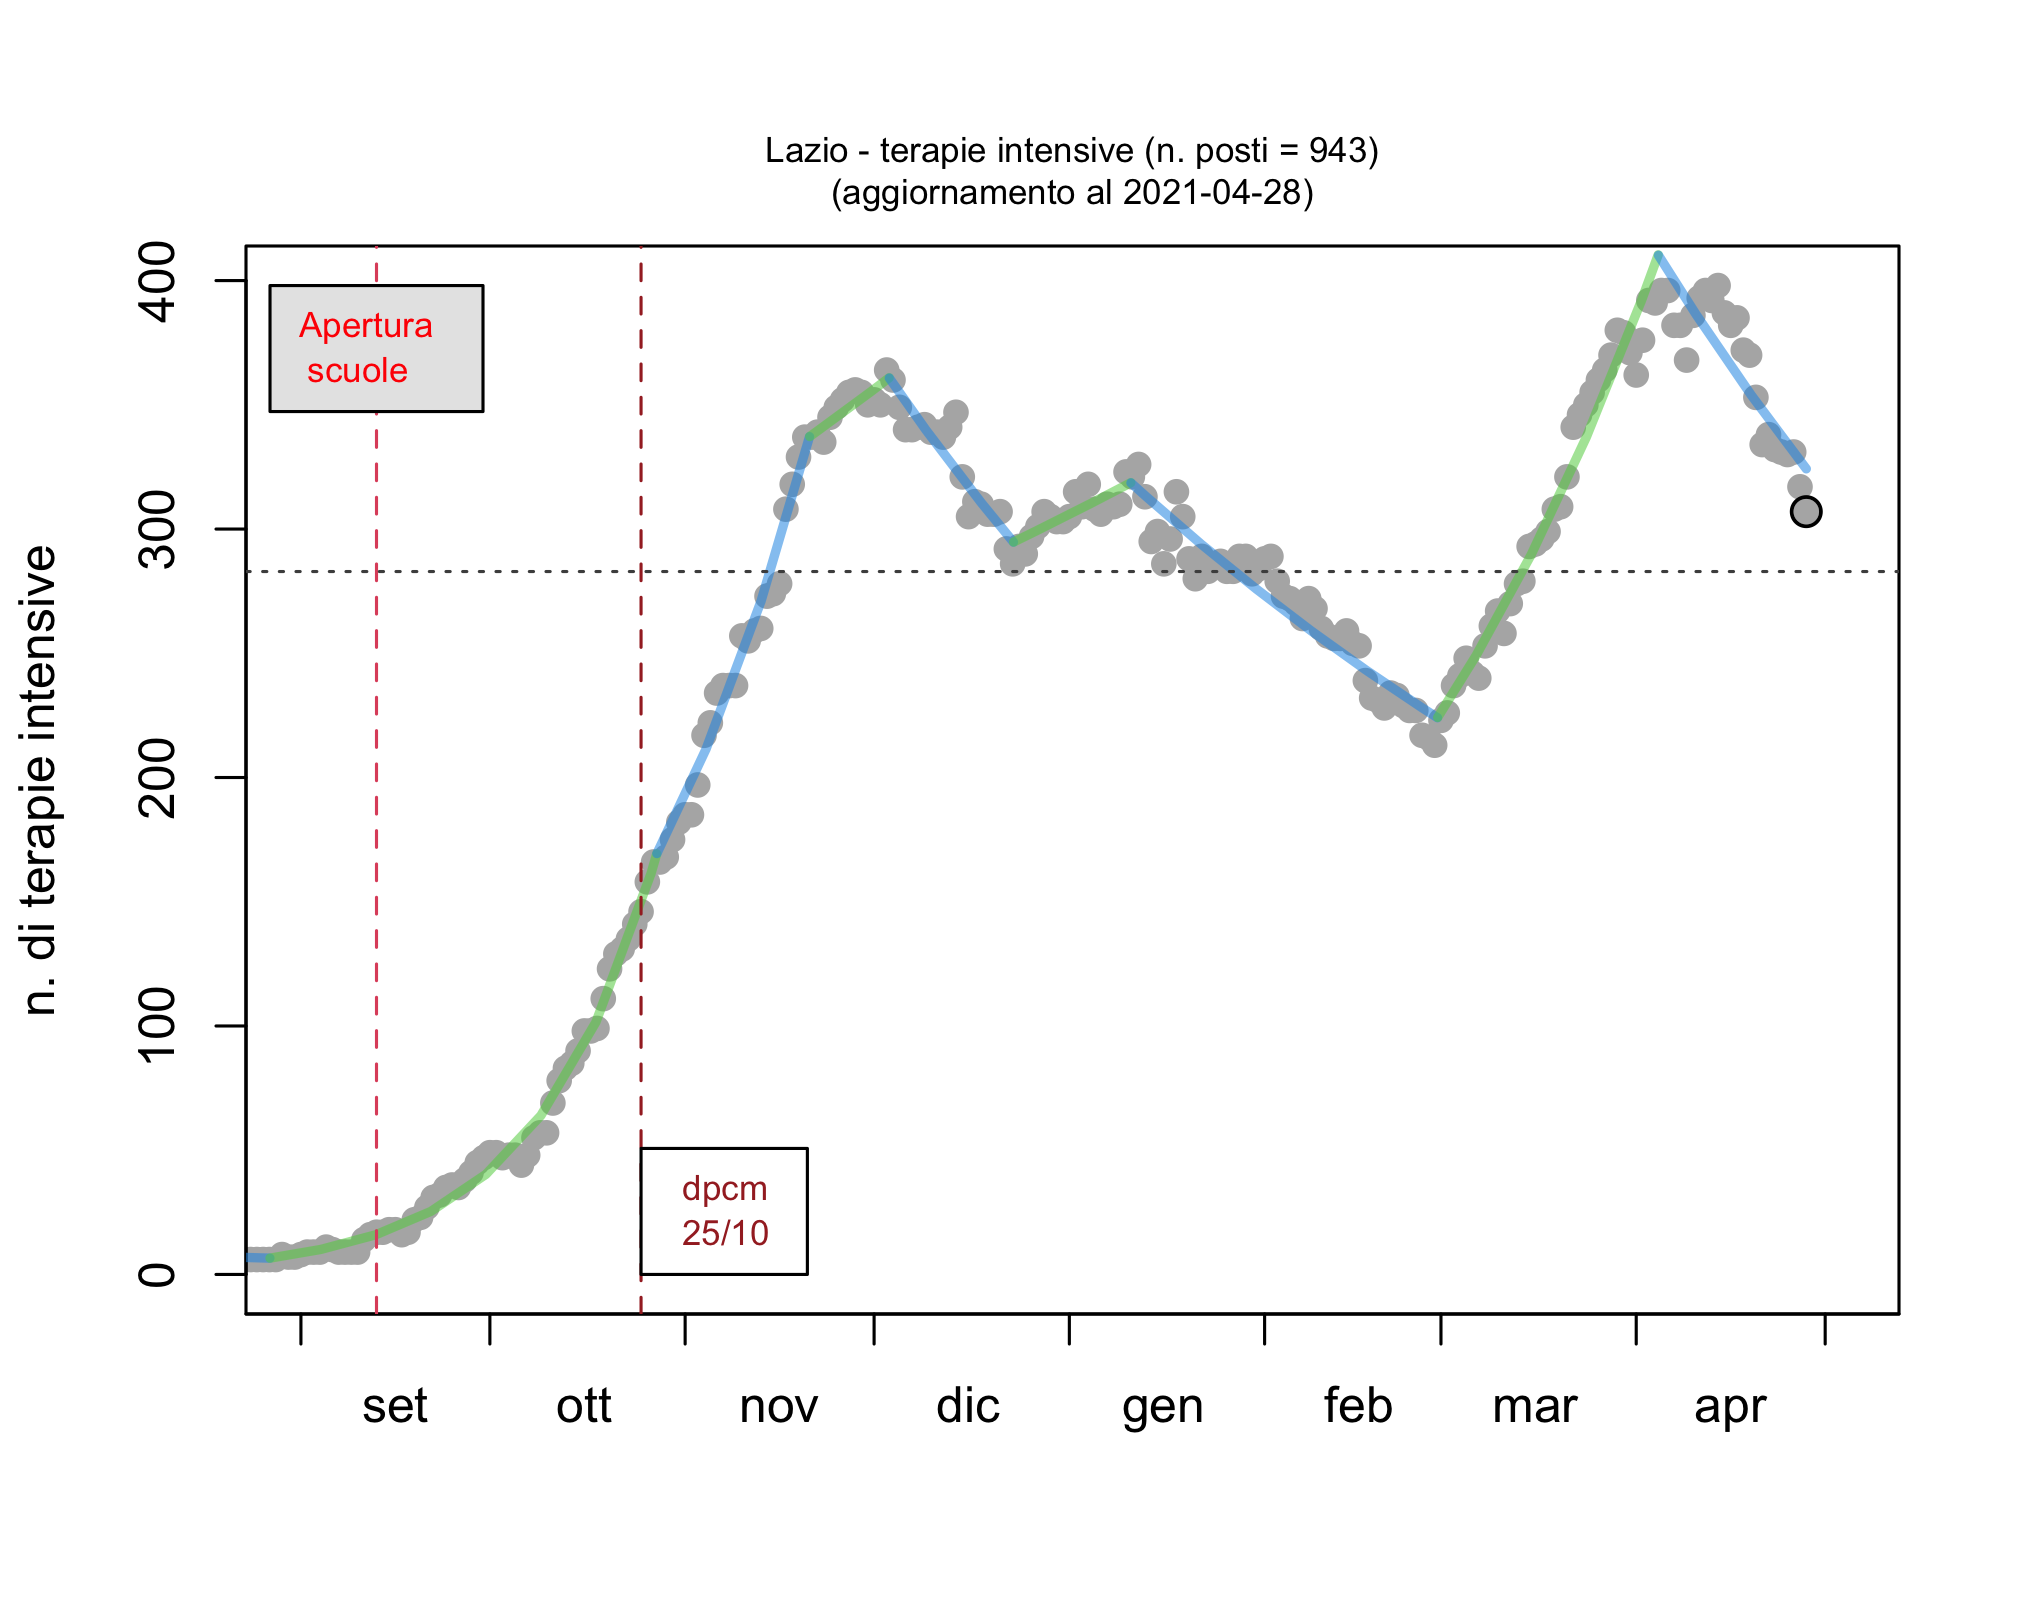 Lazio - terapie intensive (n. posti = 943)
(aggiornamento al 2021-04-28)
n. di terapie intensive
400
300
200
100
0
Apertura
scuole
dpcm
25/10
set
ott
nov
dic
gen
feb
mar
apr